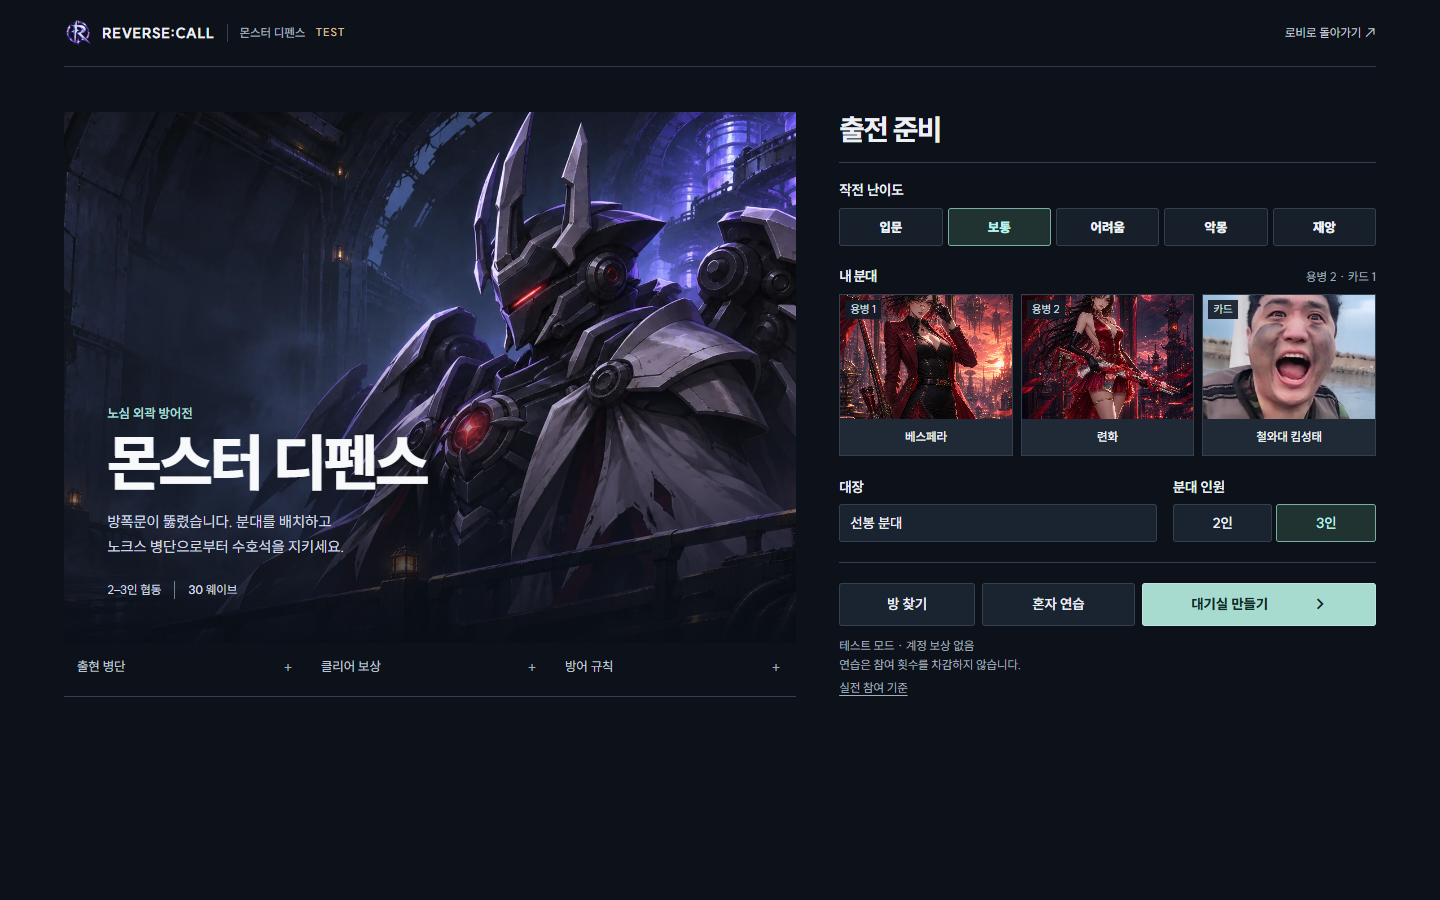 REVERSE:CALL
몬스터 디펜스 TEST
로비로 돌아가기
노심 외곽 방어전
몬스터 디펜스
방폭문이 뚫렸습니다. 분대를 배치하고
노크스 병단으로부터 수호석을 지키세요.
2–3인 협동
30 웨이브
출현 병단 +
클리어 보상 +
방어 규칙 +
출전 준비
작전 난이도
입문
보통
어려움
악몽
재앙
내 분대
용병 2 · 카드 1
용병 1
용병 2
카드
베스페라
련화
철와대 킴성태
대장
분대 인원
선봉 분대
2인
3인
방 찾기
혼자 연습
대기실 만들기
테스트 모드 · 계정 보상 없음
연습은 참여 횟수를 차감하지 않습니다.
실전 참여 기준